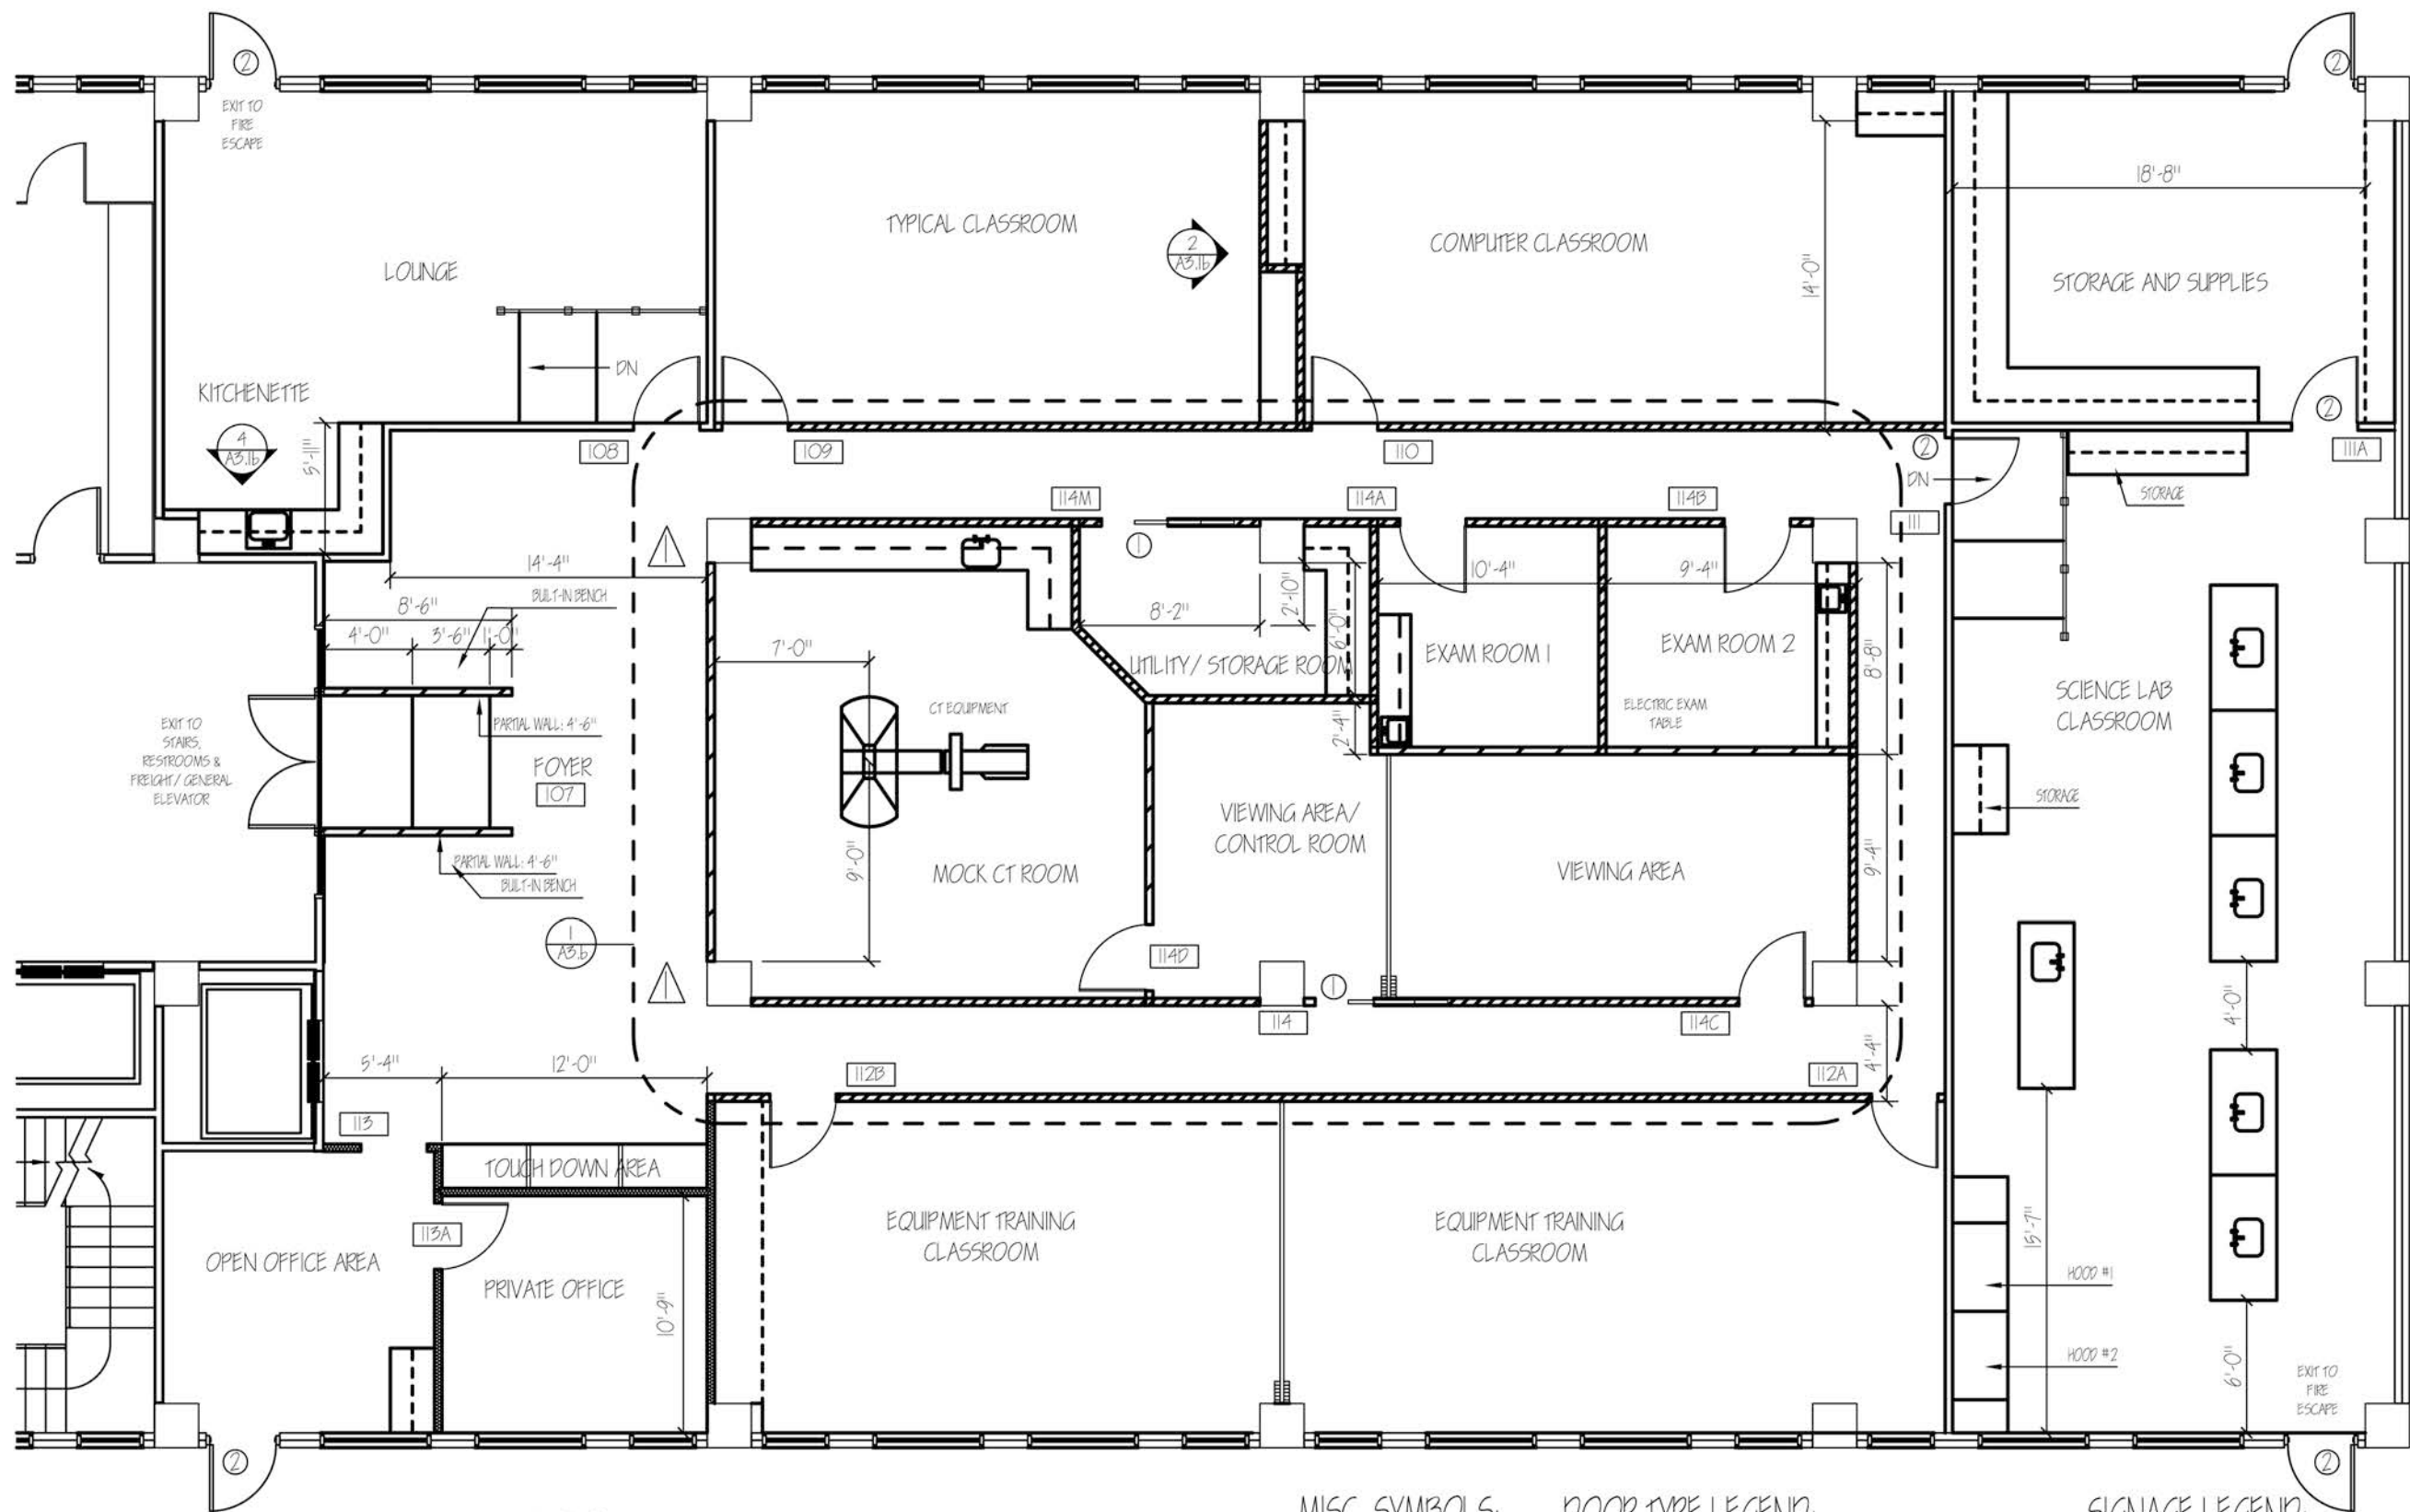 2
2
EXIT TO
FIRE
ESCAPE
18'-8"
TYPICAL CLASSROOM
2
A3.1b
COMPUTER CLASSROOM
LOUNGE
14'-0"
STORAGE AND SUPPLIES
DN
KITCHENETTE
4
A3.1b
5'-11"
2
108
109
110
2
111A
DN
STORAGE
114M
114A
114B
111
1
14'-4"
BUILT-IN BENCH
8'-6"
4'-0"
3'-6"
1'-0"
8'-2"
2'-10"
6'-0"
10'-4"
9'-4"
7'-0"
UTILITY/ STORAGE ROOM
EXAM ROOM 1
EXAM ROOM 2
8'-8"
SCIENCE LAB
CLASSROOM
ELECTRIC EXAM
TABLE
CT EQUIPMENT
2'-4"
EXIT TO
STAIRS,
RESTROOMS &
FREIGHT/ GENERAL
ELEVATOR
PARTIAL WALL: 4'-6"
FOYER
107
STORAGE
VIEWING AREA/
CONTROL ROOM
PARTIAL WALL: 4'-6"
BUILT-IN BENCH
9'-0"
MOCK CT ROOM
VIEWING AREA
9'-4"
1
A3.b
114D
1
4'-0"
114
114C
5'-4"
12'-0"
112B
112A
4'-4"
113
TOUCH DOWN AREA
113A
OPEN OFFICE AREA
PRIVATE OFFICE
10'-9"
EQUIPMENT TRAINING
CLASSROOM
EQUIPMENT TRAINING
CLASSROOM
15'-7"
HOOD #1
HOOD #2
6'-0"
EXIT TO
FIRE
ESCAPE
2
2
MISC. SYMBOLS:
DOOR TYPE LEGEND:
SIGNAGE LEGEND: